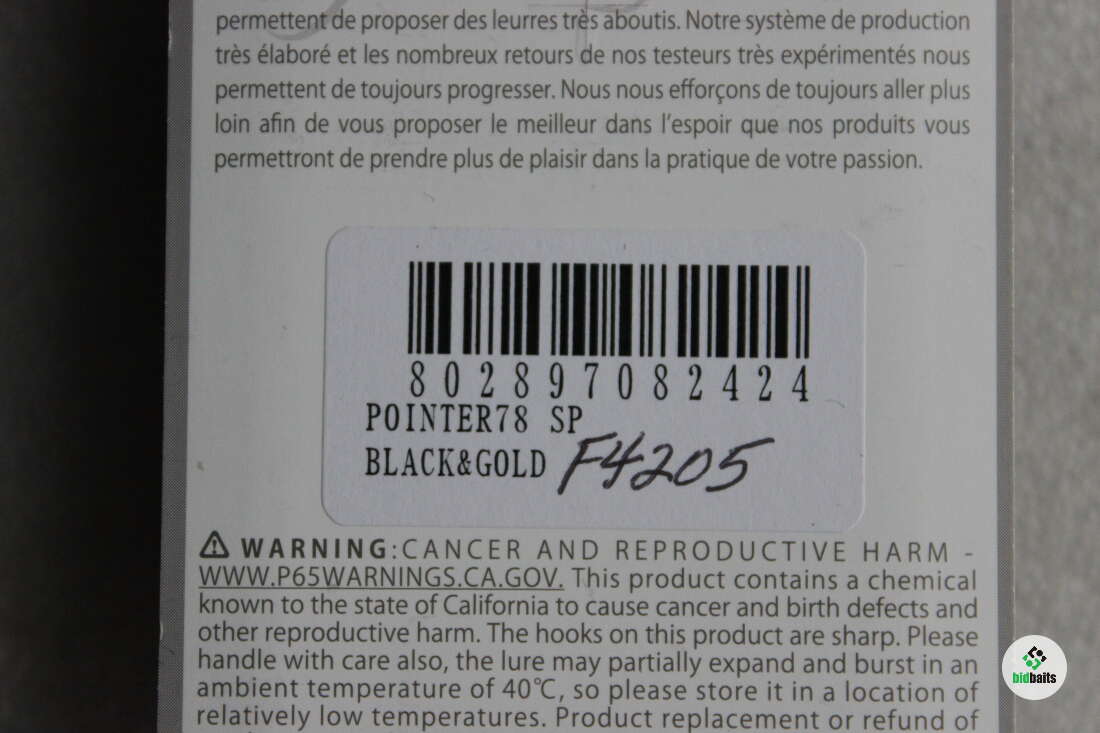 permettent de proposer des leurres très aboutis. Notre système de production
très élaboré et les nombreux retours de nos testeurs très expérimentés nous
permettent de toujours progresser. Nous nous efforçons de toujours aller plus
loin afin de vous proposer le meilleur dans l'espoir que nos produits vous
permettront de prendre plus de plaisir dans la pratique de votre passion.
802897082424
POINTER78 SP
BLACK&GOLD F4205
WARNING:CANCER AND REPRODUCTIVE HARM -
WWW.P65WARNINGS.CA.GOV. This product contains a chemical
known to the state of California to cause cancer and birth defects and
other reproductive harm. The hooks on this product are sharp. Please
handle with care also, the lure may partially expand and burst in an
ambient temperature of 40℃, so please store it in a location of
relatively low temperatures. Product replacement or refund of
bidbaits